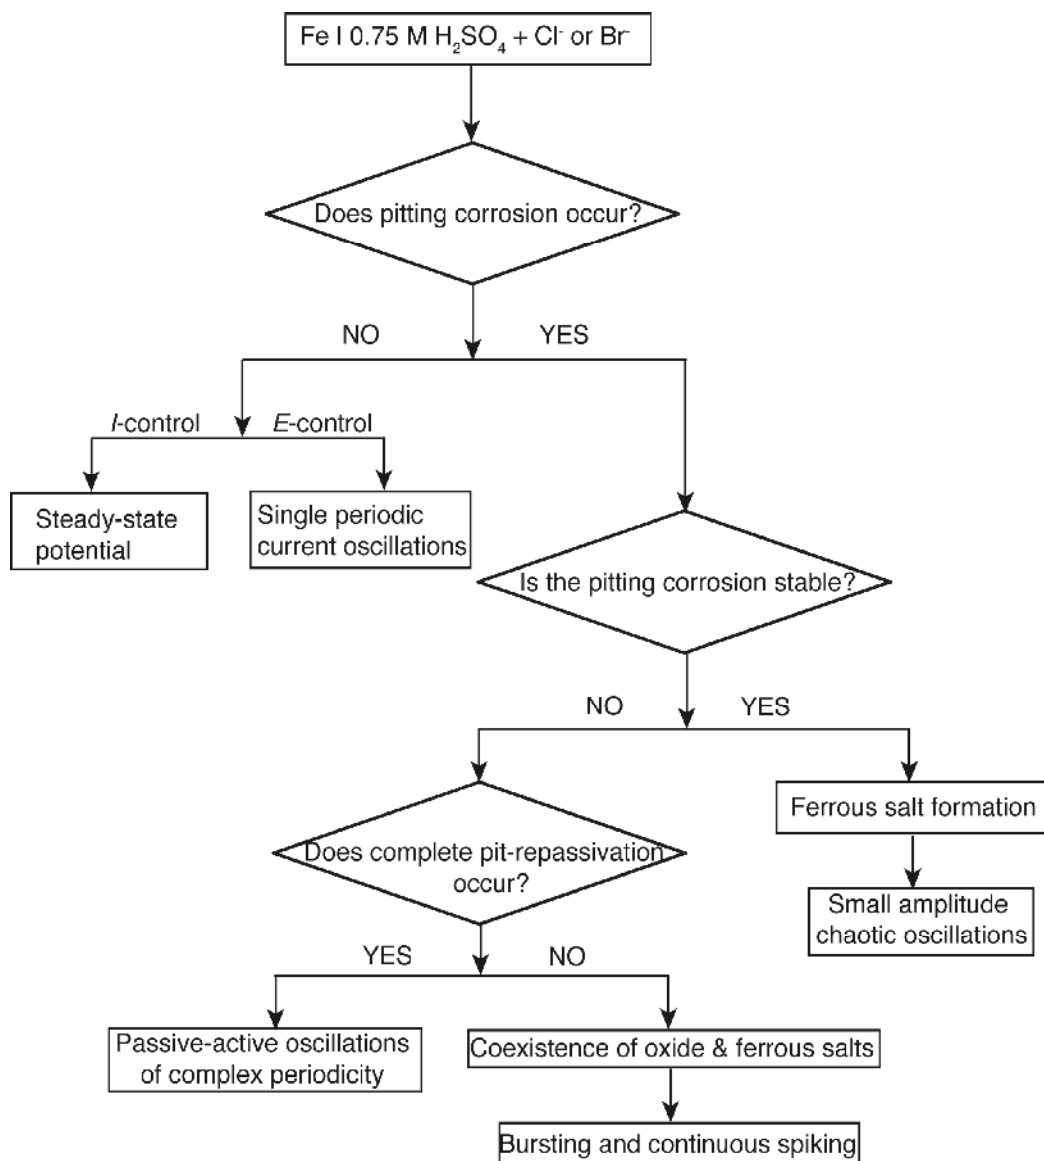 Fe I 0.75 M H₂SO₄ + Cl⁻ or Br⁻
Does pitting corrosion occur?
NO
YES
I-control
E-control
Steady-state
potential
Single periodic
current oscillations
Is the pitting corrosion stable?
NO
YES
Ferrous salt formation
Small amplitude
chaotic oscillations
Does complete pit-repassivation
occur?
YES
NO
Passive-active oscillations
of complex periodicity
Coexistence of oxide & ferrous salts
Bursting and continuous spiking